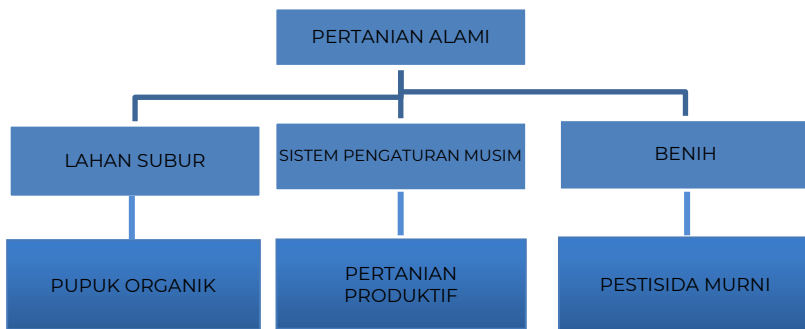 PERTANIAN ALAMI
LAHAN SUBUR
SISTEM PENGATURAN MUSIM
BENIH
PUPUK ORGANIK
PERTANIAN
PRODUKTIF
PESTISIDA MURNI